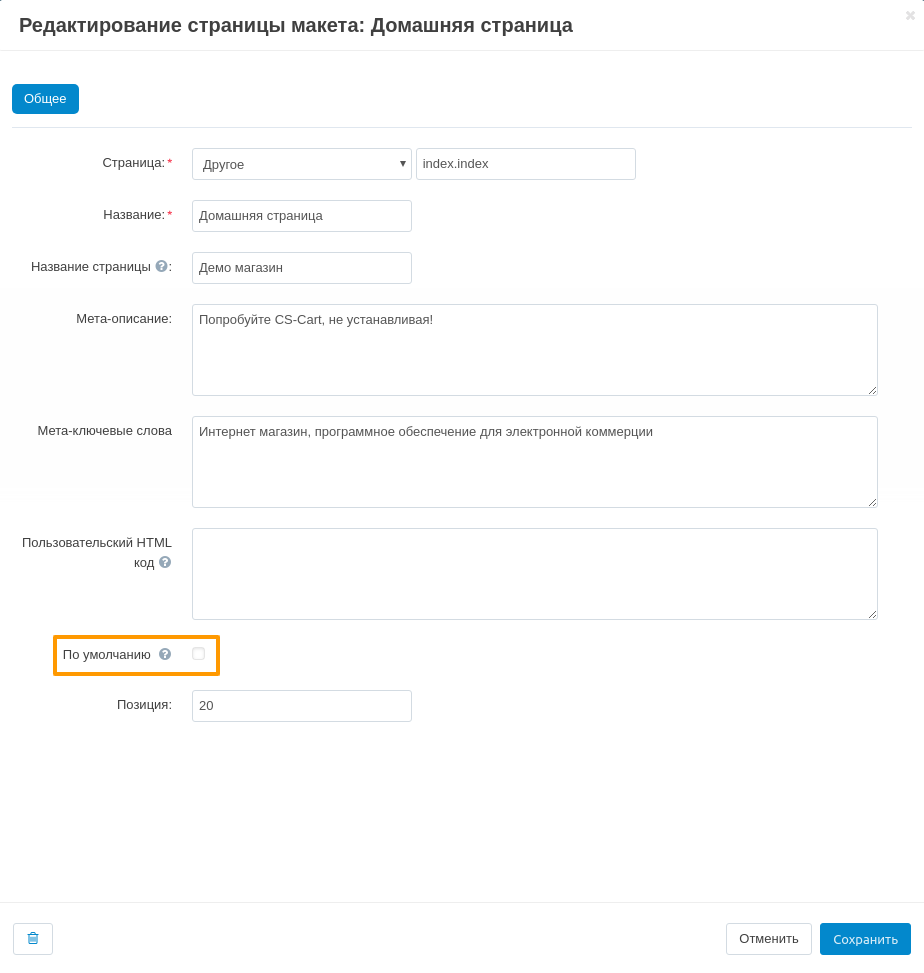 Редактирование страницы макета: Домашняя страница
Общее
Страница:* Другое index.index
Название:* Домашняя страница
Название страницы ?: Демо магазин
Мета-описание: Попробуйте CS-Cart, не устанавливая!
Мета-ключевые слова Интернет магазин, программное обеспечение для электронной коммерции
Пользовательский HTML
код ?
По умолчанию ?
Позиция: 20
Отменить Сохранить